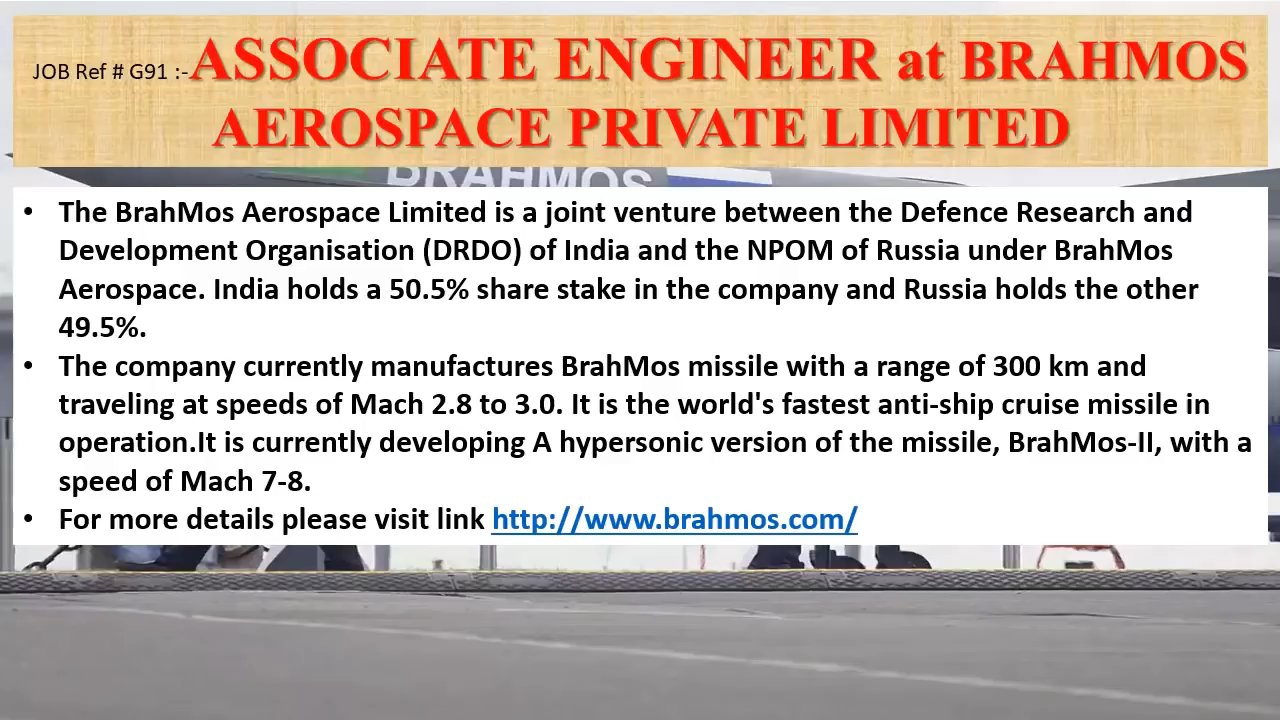 JOB Ref # G91 :-ASSOCIATE ENGINEER at BRAHMOS
AEROSPACE PRIVATE LIMITED
BRAHMOS
• The BrahMos Aerospace Limited is a joint venture between the Defence Research and
Development Organisation (DRDO) of India and the NPOM of Russia under BrahMos
Aerospace. India holds a 50.5% share stake in the company and Russia holds the other
49.5%.
• The company currently manufactures BrahMos missile with a range of 300 km and
traveling at speeds of Mach 2.8 to 3.0. It is the world's fastest anti-ship cruise missile in
operation.It is currently developing A hypersonic version of the missile, BrahMos-II, with a
speed of Mach 7-8.
• For more details please visit link http://www.brahmos.com/